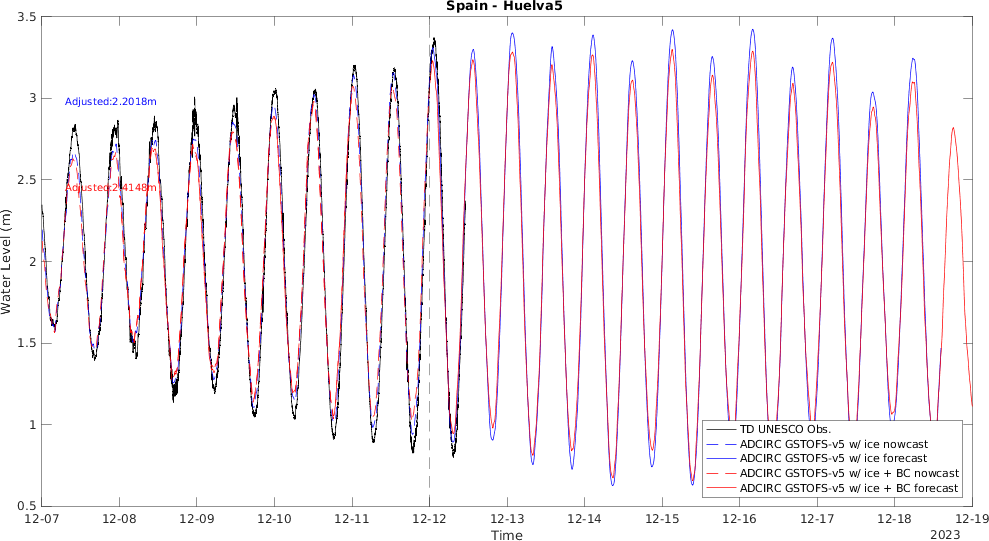 Spain - Huelva5
3.5
3
2.5
2
1.5
1
0.5
Water Level (m)
Adjusted:2.2018m
Adjusted:2.4148m
TD UNESCO Obs.
ADCIRC GSTOFS-v5 w/ ice nowcast
ADCIRC GSTOFS-v5 w/ ice forecast
ADCIRC GSTOFS-v5 w/ ice + BC nowcast
ADCIRC GSTOFS-v5 w/ ice + BC forecast
12-07 12-08 12-09 12-10 12-11 12-12 12-13 12-14 12-15 12-16 12-17 12-18 12-19
Time
2023